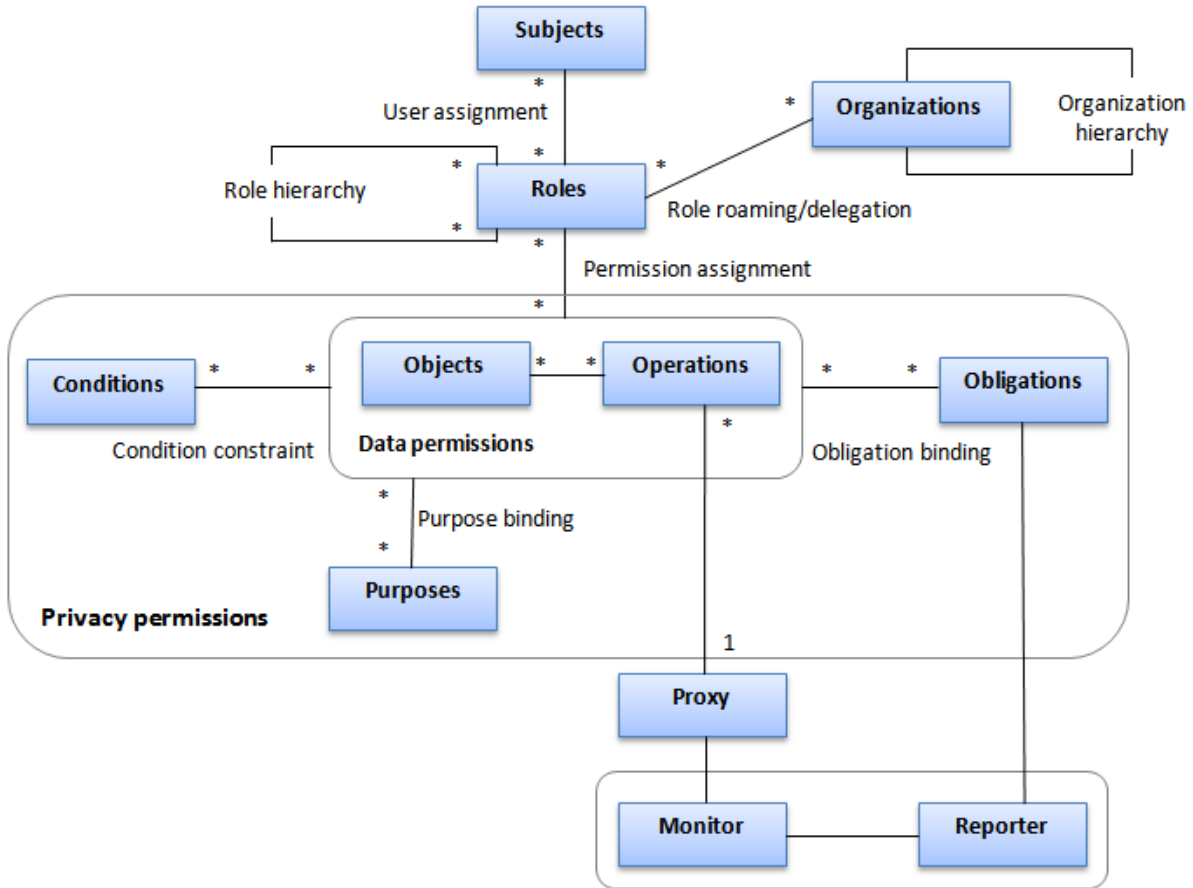 Subjects
*
User assignment
*
*
Organizations
Organization
hierarchy
*
*
Role hierarchy
Roles
Role roaming/delegation
*
*
Permission assignment
*
Conditions
*
*
Objects
*
*
Operations
*
*
Obligations
*
Condition constraint
Data permissions
Obligation binding
*
Purpose binding
*
Purposes
Privacy permissions
1
Proxy
Monitor
Reporter